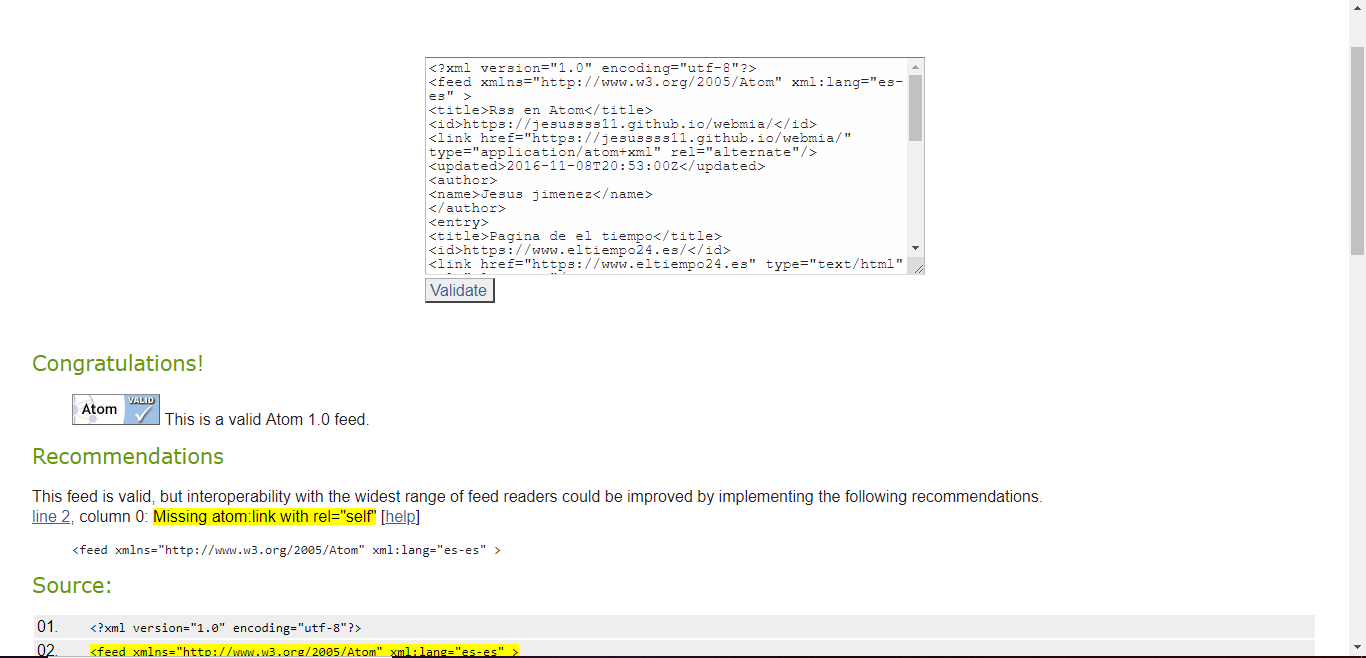 <?xml version="1.0" encoding="utf-8"?>
<feed xmlns="http://www.w3.org/2005/Atom" xml:lang="es-
es" >
<title>Rss en Atom</title>
<id>https://jesussss11.github.io/webmia/</id>
<link href="https://jesussss11.github.io/webmia/"
type="application/atom+xml" rel="alternate"/>
<updated>2016-11-08T20:53:00Z</updated>
<author>
<name>Jesus jimenez</name>
</author>
<entry>
<title>Pagina de el tiempo</title>
<id>https://www.eltiempo24.es/</id>
<link href="https://www.eltiempo24.es" type="text/html"
Validate
Congratulations!
Atom VALID This is a valid Atom 1.0 feed.
Recommendations
This feed is valid, but interoperability with the widest range of feed readers could be improved by implementing the following recommendations.
line 2, column 0: Missing atom:link with rel="self" [help]
<feed xmlns="http://www.w3.org/2005/Atom" xml:lang="es-es" >
Source:
01. <?xml version="1.0" encoding="utf-8"?>
02. <feed xmlns="http://www.w3.org/2005/Atom" xml:lang="es-es" >